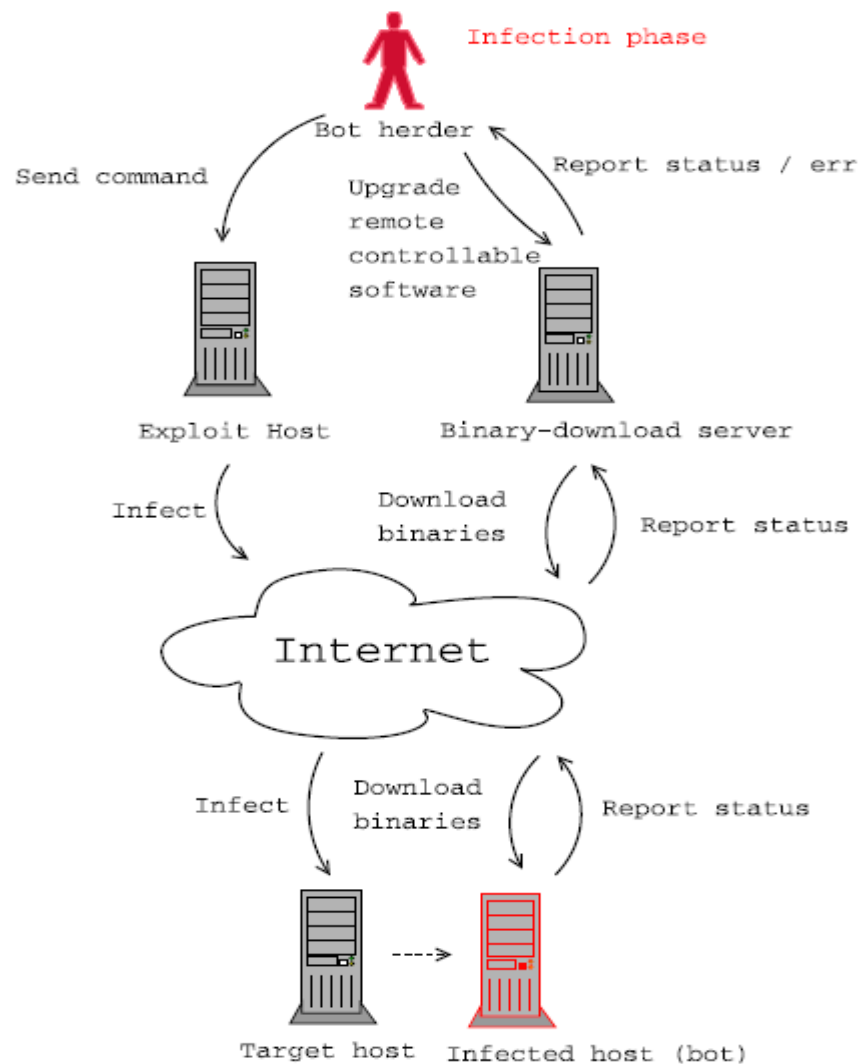 Infection phase
Bot herder
Send command
Report status / err
Upgrade
remote
controllable
software
Exploit Host
Binary-download server
Infect
Download
binaries
Report status
Internet
Infect
Download
binaries
Report status
Target host
Infected host (bot)